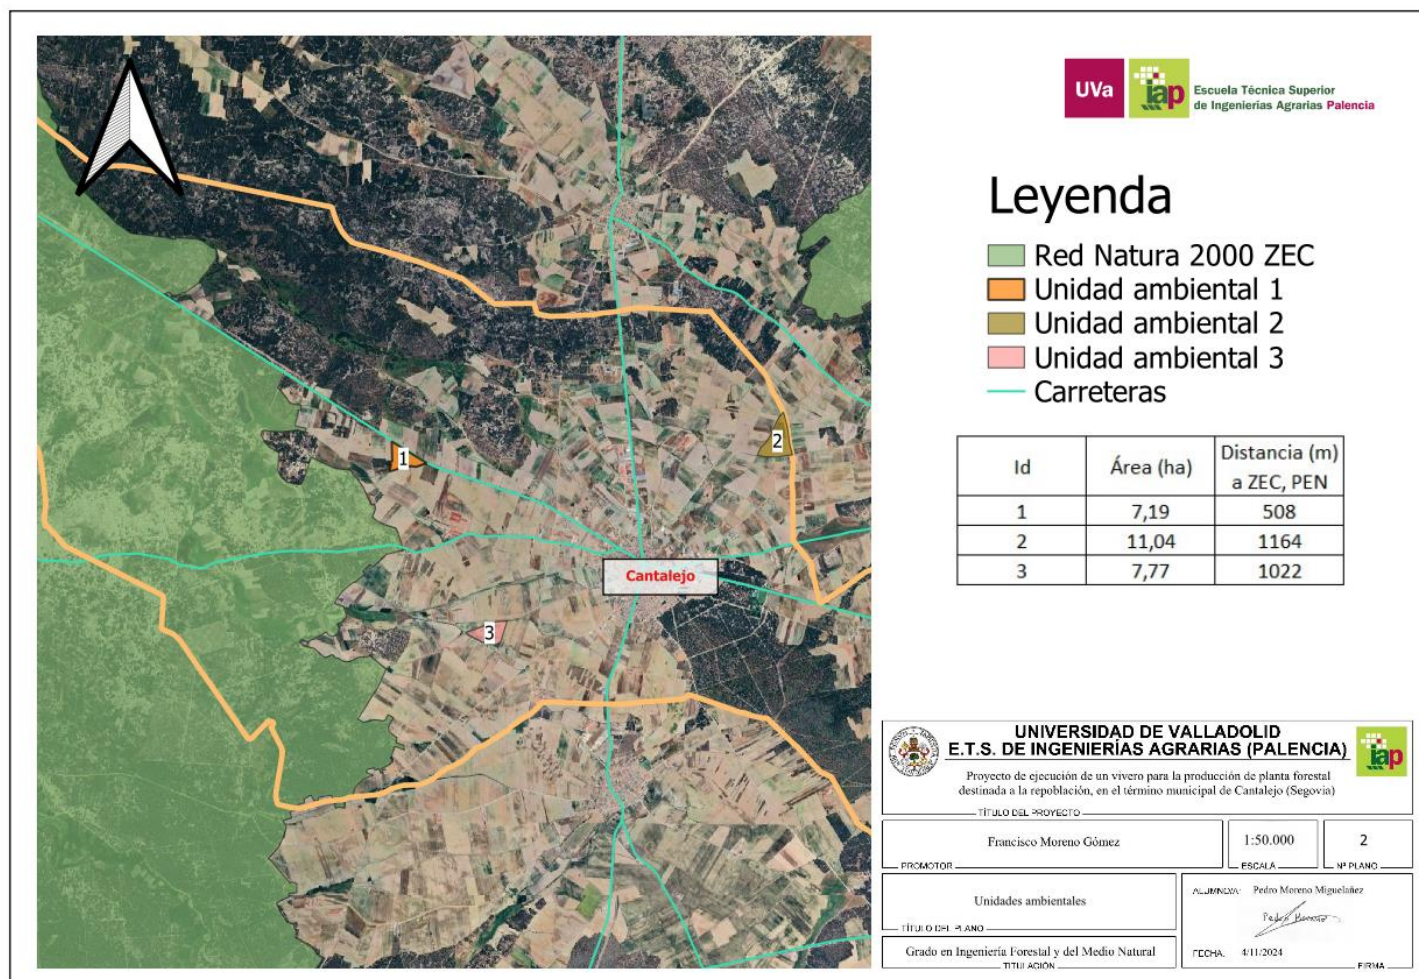 UVa
iap
Escuela Técnica Superior
de Ingenierías Agrarias Palencia
Leyenda
Red Natura 2000 ZEC
Unidad ambiental 1
Unidad ambiental 2
Unidad ambiental 3
Carreteras
1
2
3
Cantalejo
Id Área (ha) Distancia (m) a ZEC, PEN
1 7,19 508
2 11,04 1164
3 7,77 1022
UNIVERSIDAD DE VALLADOLID
E.T.S. DE INGENIERÍAS AGRARIAS (PALENCIA)
iap
Proyecto de ejecución de un vivero para la producción de planta forestal
destinada a la repoblación, en el término municipal de Cantalejo (Segovia)
TÍTULO DEL PROYECTO
Francisco Moreno Gómez
PROMOTOR
1:50.000
ESCALA
2
Nº PLANO
Unidades ambientales
TÍTULO DEL PLANO
Grado en Ingeniería Forestal y del Medio Natural
TITULACIÓN
ALUMNO/A: Pedro Moreno Miguelañez
Pedro Moreno
FECHA: 4/11/2024
FIRMA